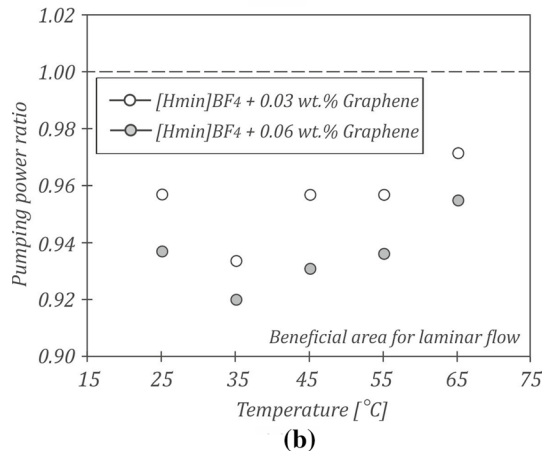 1.02
1.00
0.98
0.96
0.94
0.92
0.90
Pumping power ratio
[Hmin]BF4 + 0.03 wt.% Graphene
[Hmin]BF4 + 0.06 wt.% Graphene
Beneficial area for laminar flow
15 25 35 45 55 65 75
Temperature [°C]
(b)